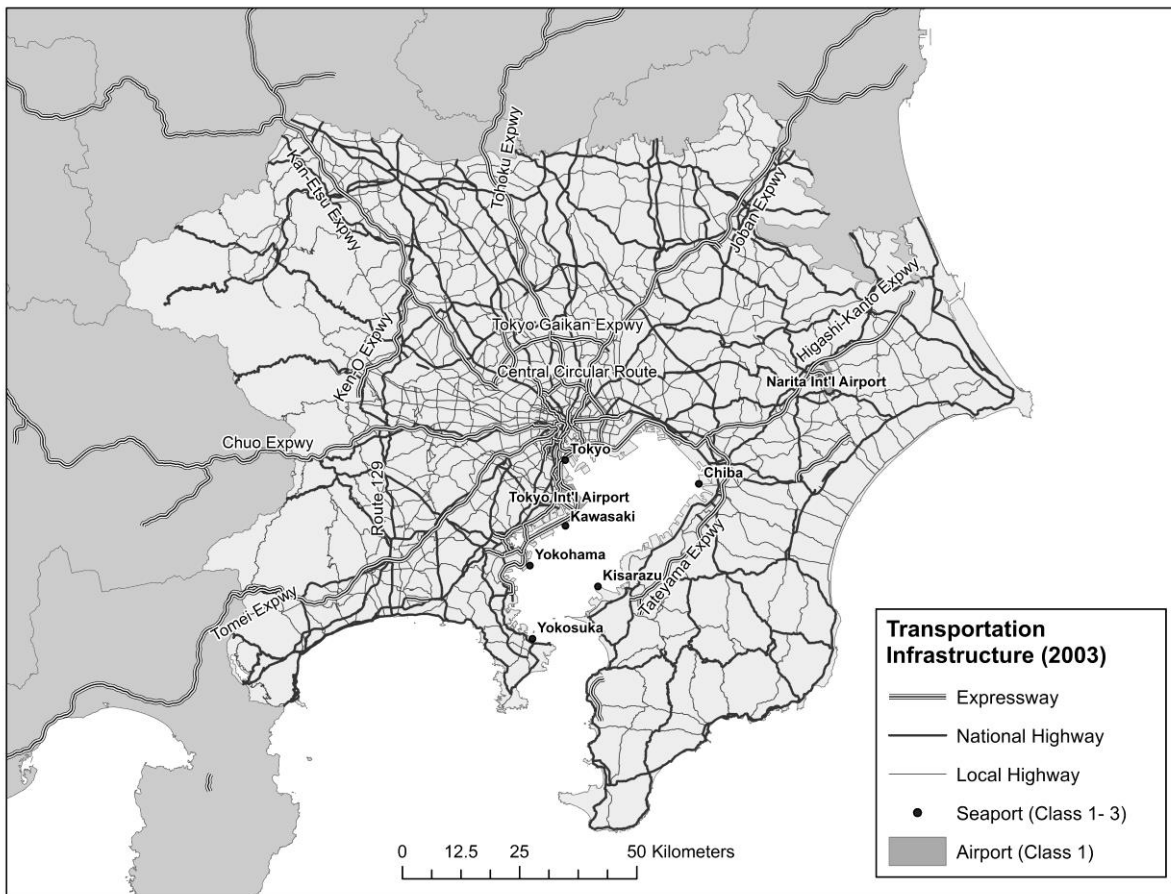 Kan-Etsu Expwy
Tohoku Expwy
Joban Expwy
Higashi-Kanto Expwy
Tokyo Gaikan Expwy
Ken-O Expwy
Central Circular Route
Narita Int'l Airport
Chuo Expwy
Tokyo
Chiba
Route 129
Tokyo Int'l Airport
Kawasaki
Yokohama
Kisarazu
Tateyama Expwy
Tomei Expwy
Yokosuka
Transportation
Infrastructure (2003)
Expressway
National Highway
Local Highway
Seaport (Class 1- 3)
Airport (Class 1)
0 12.5 25 50 Kilometers